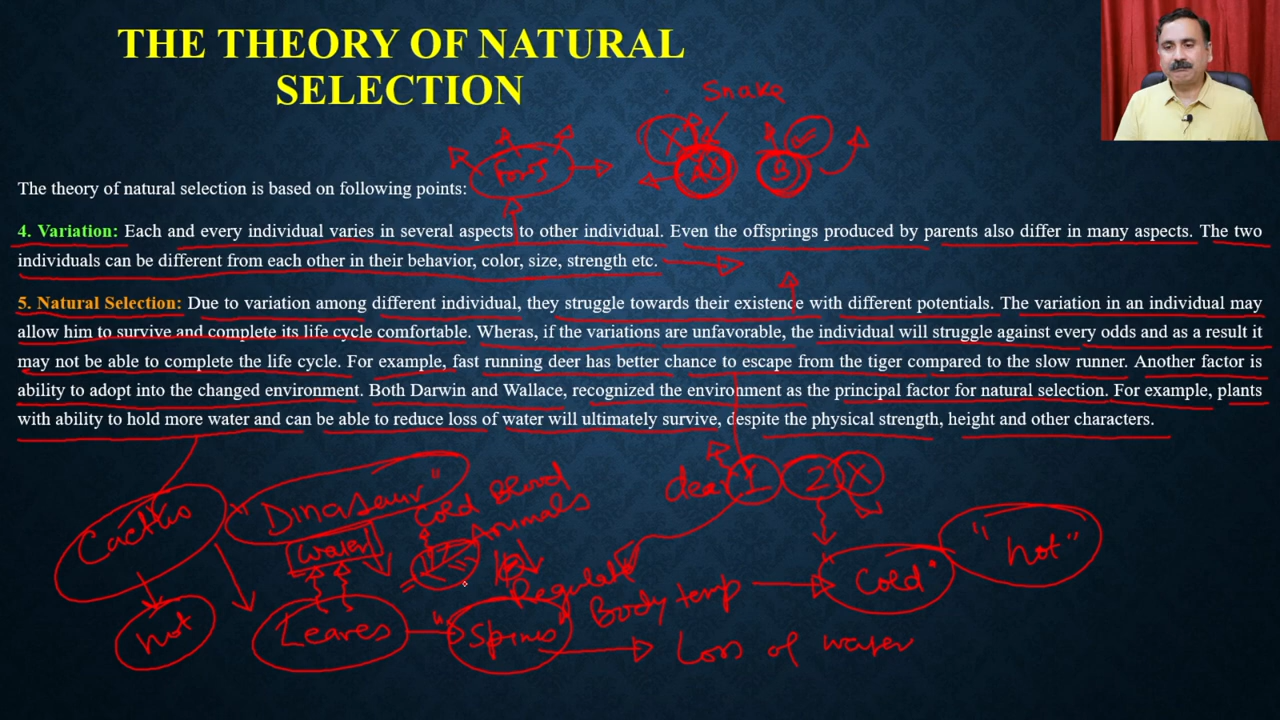 THE THEORY OF NATURAL
SELECTION
Snake
Forts
A X
B
The theory of natural selection is based on following points:
4. Variation: Each and every individual varies in several aspects to other individual. Even the offsprings produced by parents also differ in many aspects. The two
individuals can be different from each other in their behavior, color, size, strength etc.
5. Natural Selection: Due to variation among different individual, they struggle towards their existence with different potentials. The variation in an individual may
allow him to survive and complete its life cycle comfortable. Wheras, if the variations are unfavorable, the individual will struggle against every odds and as a result it
may not be able to complete the life cycle. For example, fast running deer has better chance to escape from the tiger compared to the slow runner. Another factor is
ability to adopt into the changed environment. Both Darwin and Wallace, recognized the environment as the principal factor for natural selection. For example, plants
with ability to hold more water and can be able to reduce loss of water will ultimately survive, despite the physical strength, height and other characters.
dear 1 2 X
Cactus "Dinasaur" Cold Blood
Animals
water
Regulate
Body temp Cold" "hot"
hot Leaves "Spines" Loss of water